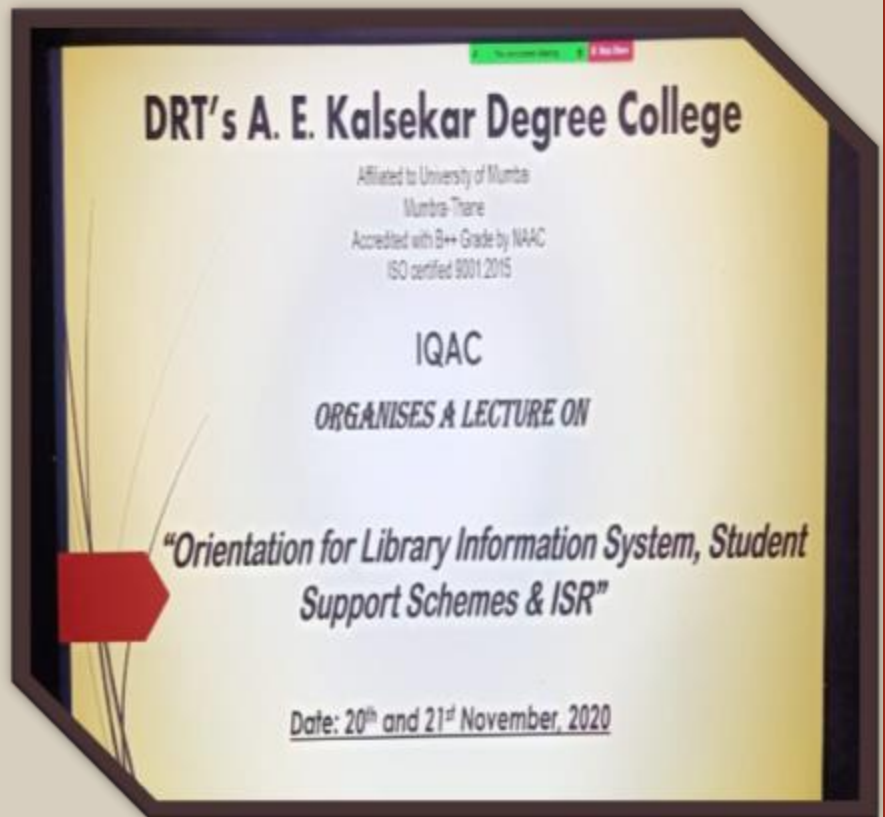 DRT's A. E. Kalsekar Degree College
Affiliated to University of Mumbai
Mumbra-Thane
Accredited with B++ Grade by NAAC
ISO certified 9001:2015
IQAC
ORGANISES A LECTURE ON
"Orientation for Library Information System, Student
Support Schemes & ISR"
Date: 20th and 21st November, 2020